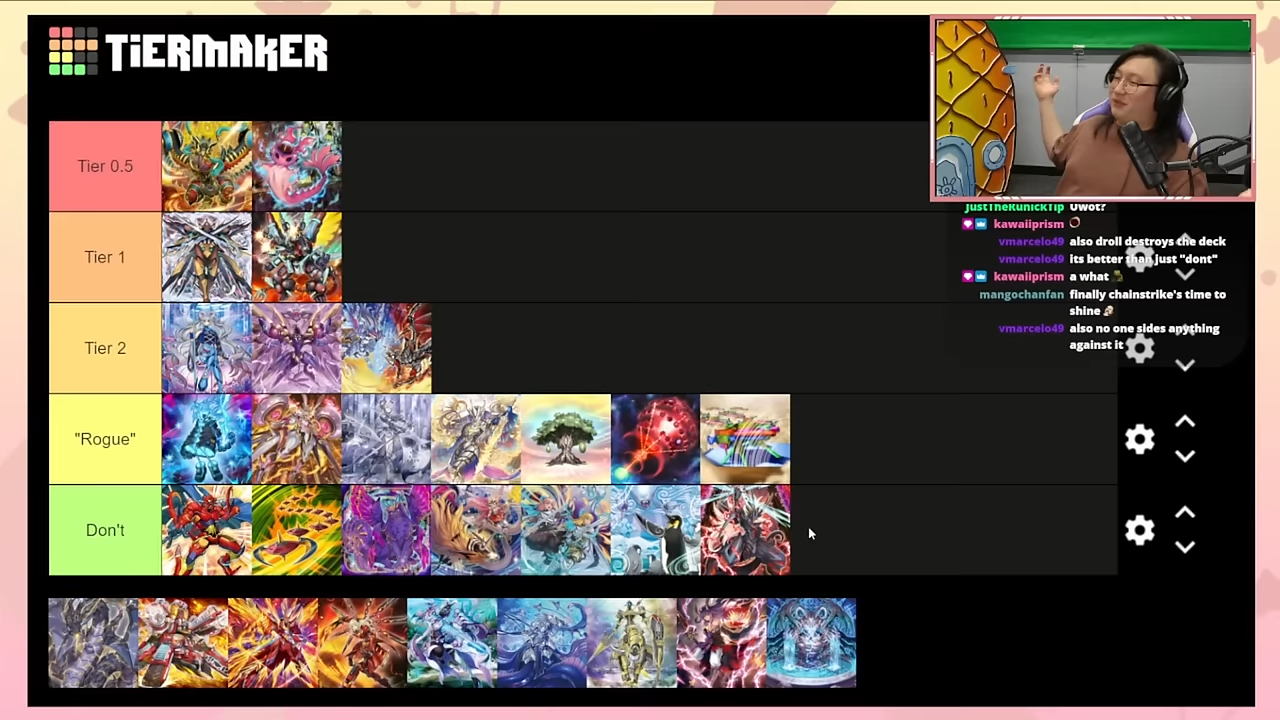 TiERMAKER
Tier 0.5
Tier 1
Tier 2
"Rogue"
Don't
JustTheRunickTip Uwot?
kawaiiprism
vmarcelo49 also droll destroys the deck
vmarcelo49 its better than just "dont"
kawaiiprism a what
mangochanfan finally chainstrike's time to
shine
vmarcelo49 also no one sides anything
against it